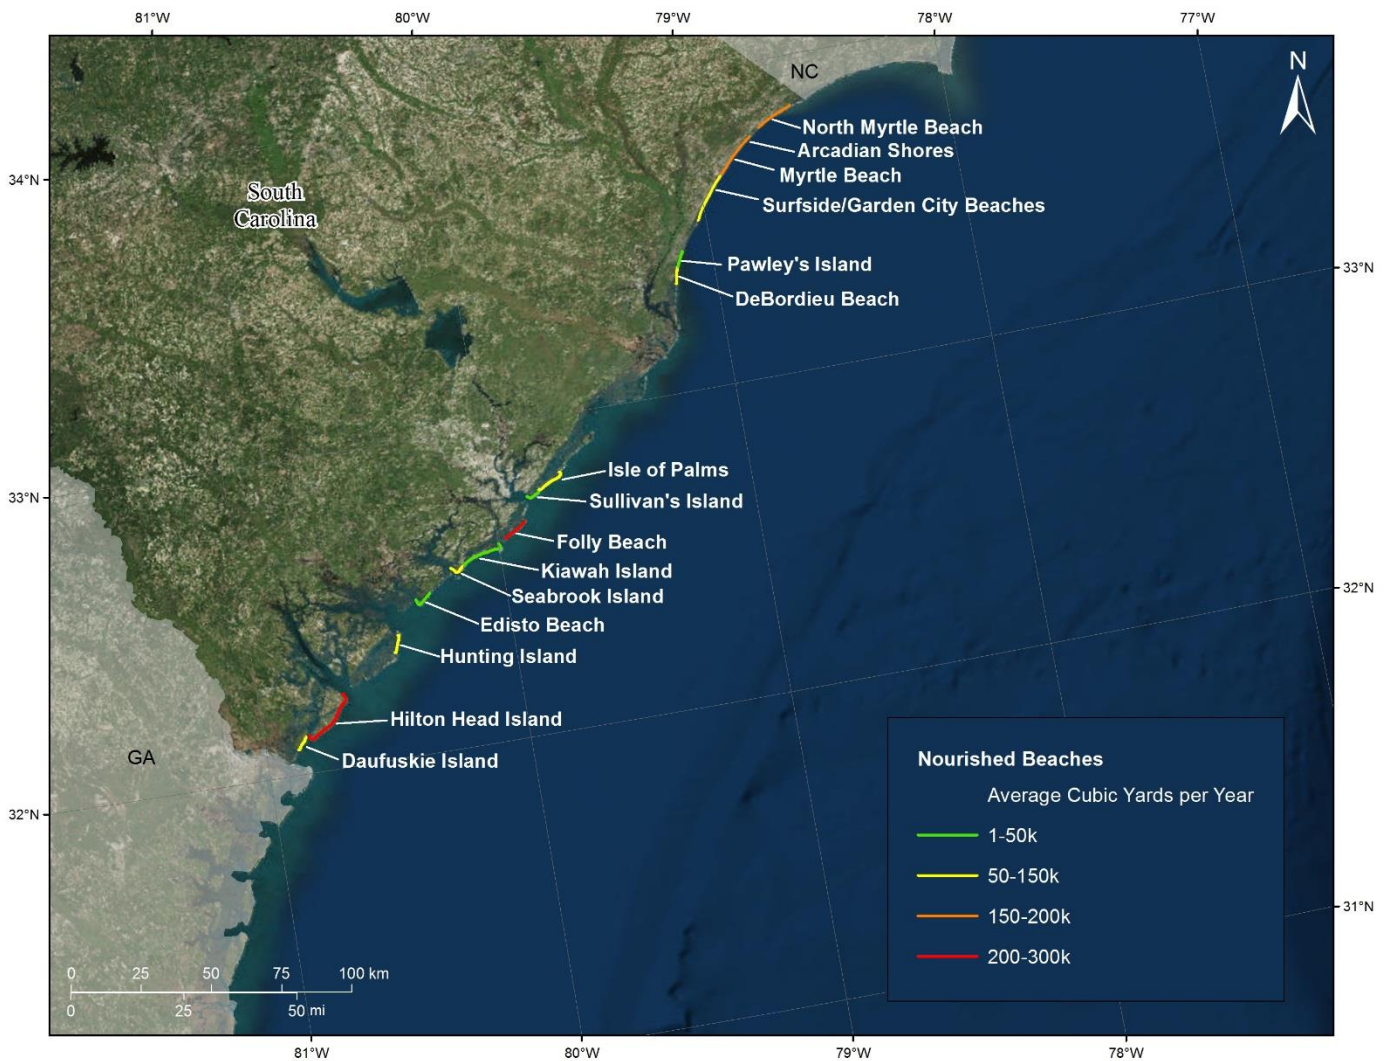 81°W
80°W
79°W
78°W
77°W
NC
N
North Myrtle Beach
Arcadian Shores
Myrtle Beach
34°N
South
Carolina
Surfside/Garden City Beaches
Pawley's Island
33°N
DeBordieu Beach
Isle of Palms
33°N
Sullivan's Island
Folly Beach
Kiawah Island
32°N
Seabrook Island
Edisto Beach
Hunting Island
Hilton Head Island
GA
Daufuskie Island
32°N
Nourished Beaches
Average Cubic Yards per Year
1-50k
50-150k
150-200k
200-300k
31°N
0 25 50 75 100 km
0 25 50 mi
81°W
80°W
79°W
78°W